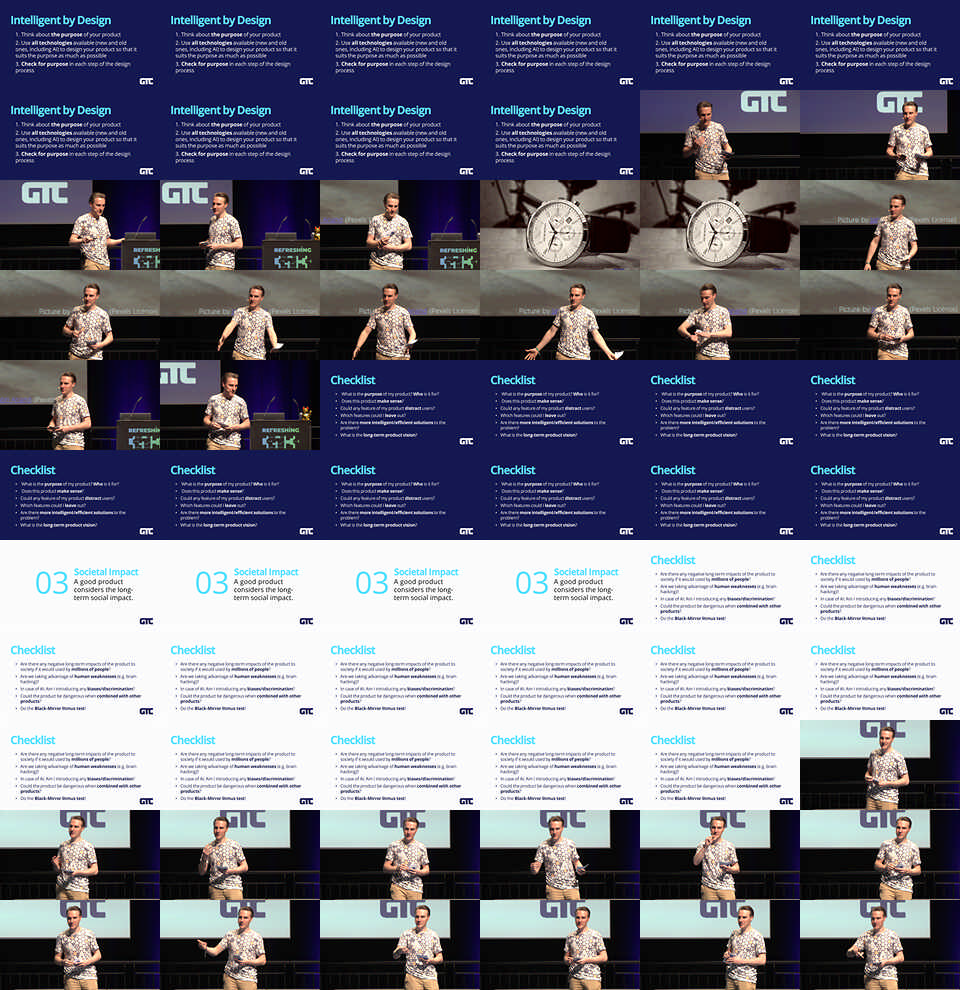 Intelligent by Design
1. Think about the purpose of your product
2. Use all technologies available (new and old
ones, including AI) to design your product so that it
suits the purpose as much as possible
3. Check for purpose in each step of the design
process
GTC
GTC
REFRESHING
Picture by
(Pexels License)
GTC
REFRESHING
Checklist
• What is the purpose of my product? Who is it for?
• Does this product make sense?
• Could any feature of my product distract users?
• Which features could I leave out?
• Are there more intelligent/efficient solutions to the
problem?
• What is the long-term product vision?
GTC
03
Societal Impact
A good product
considers the long-
term social impact.
GTC
Checklist
• Are there any negative long-term impacts of the product to
society if it would used by millions of people?
• Are we taking advantage of human weaknesses (e.g. brain
hacking)?
• In case of AI: Am I introducing any biases/discrimination?
• Could the product be dangerous when combined with other
products?
• Do the Black-Mirror litmus test!
GTC
GTC